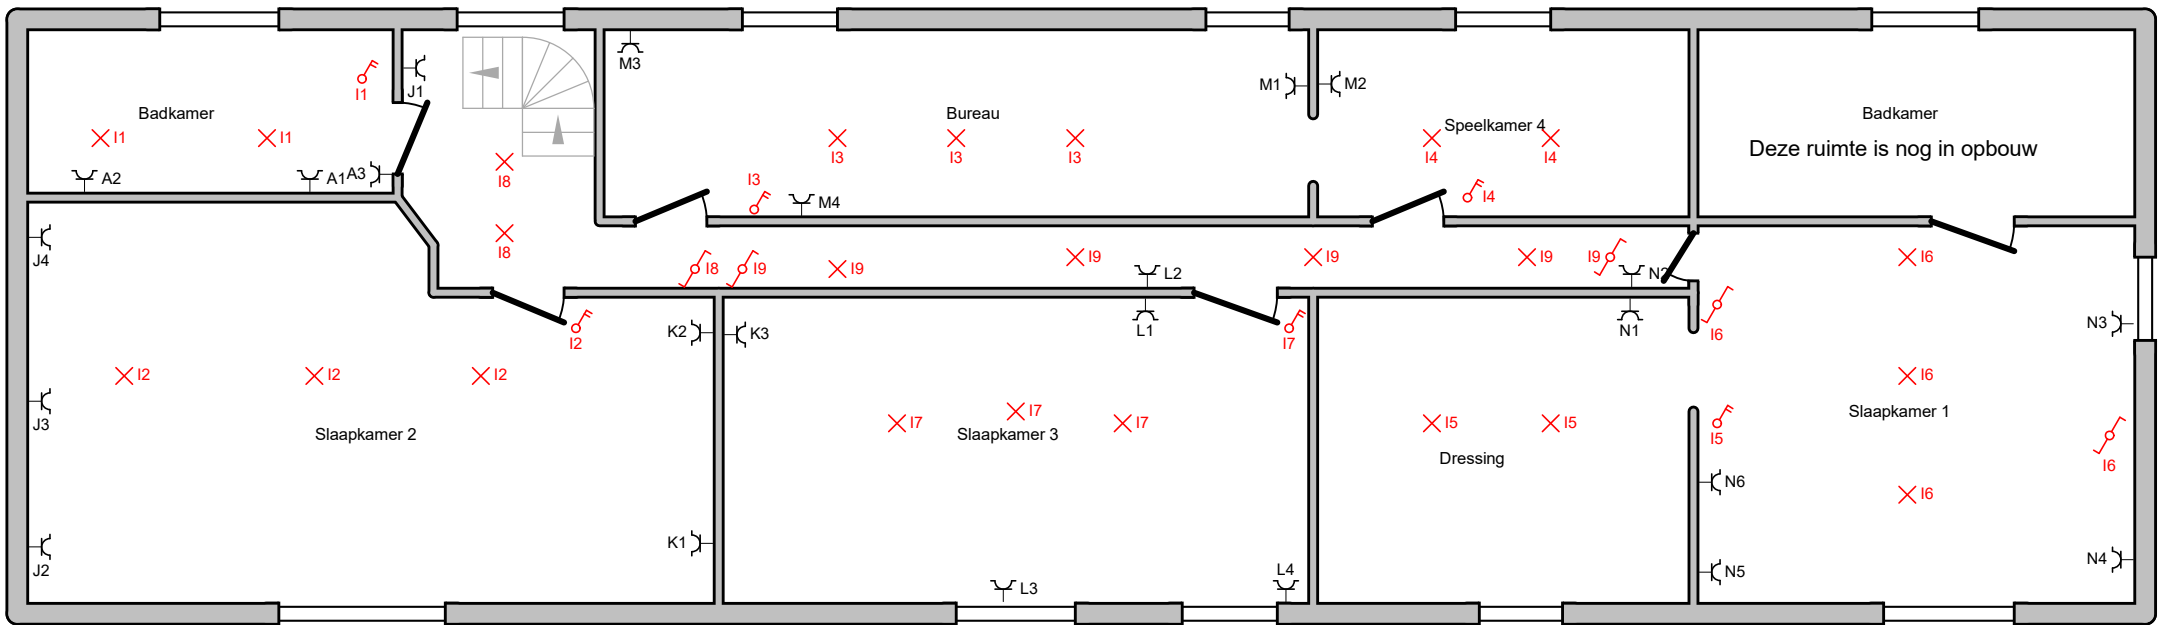 M3
J1
I1
M1
M2
Badkamer
Bureau
Speelkamer 4
Badkamer
Deze ruimte is nog in opbouw
I1
I1
I3
I3
I3
I4
I4
A2
A1
A3
I8
I3
M4
I4
J4
I8
I8
I9
I9
I9
I9
I9
I9
I9
L2
N2
I6
K2
K3
L1
N1
I6
N3
I2
I7
I2
I2
I2
I6
J3
I7
I7
I7
I5
I5
I5
Slaapkamer 1
Slaapkamer 2
Slaapkamer 3
Dressing
I6
N6
I6
J2
K1
L3
L4
N5
N4